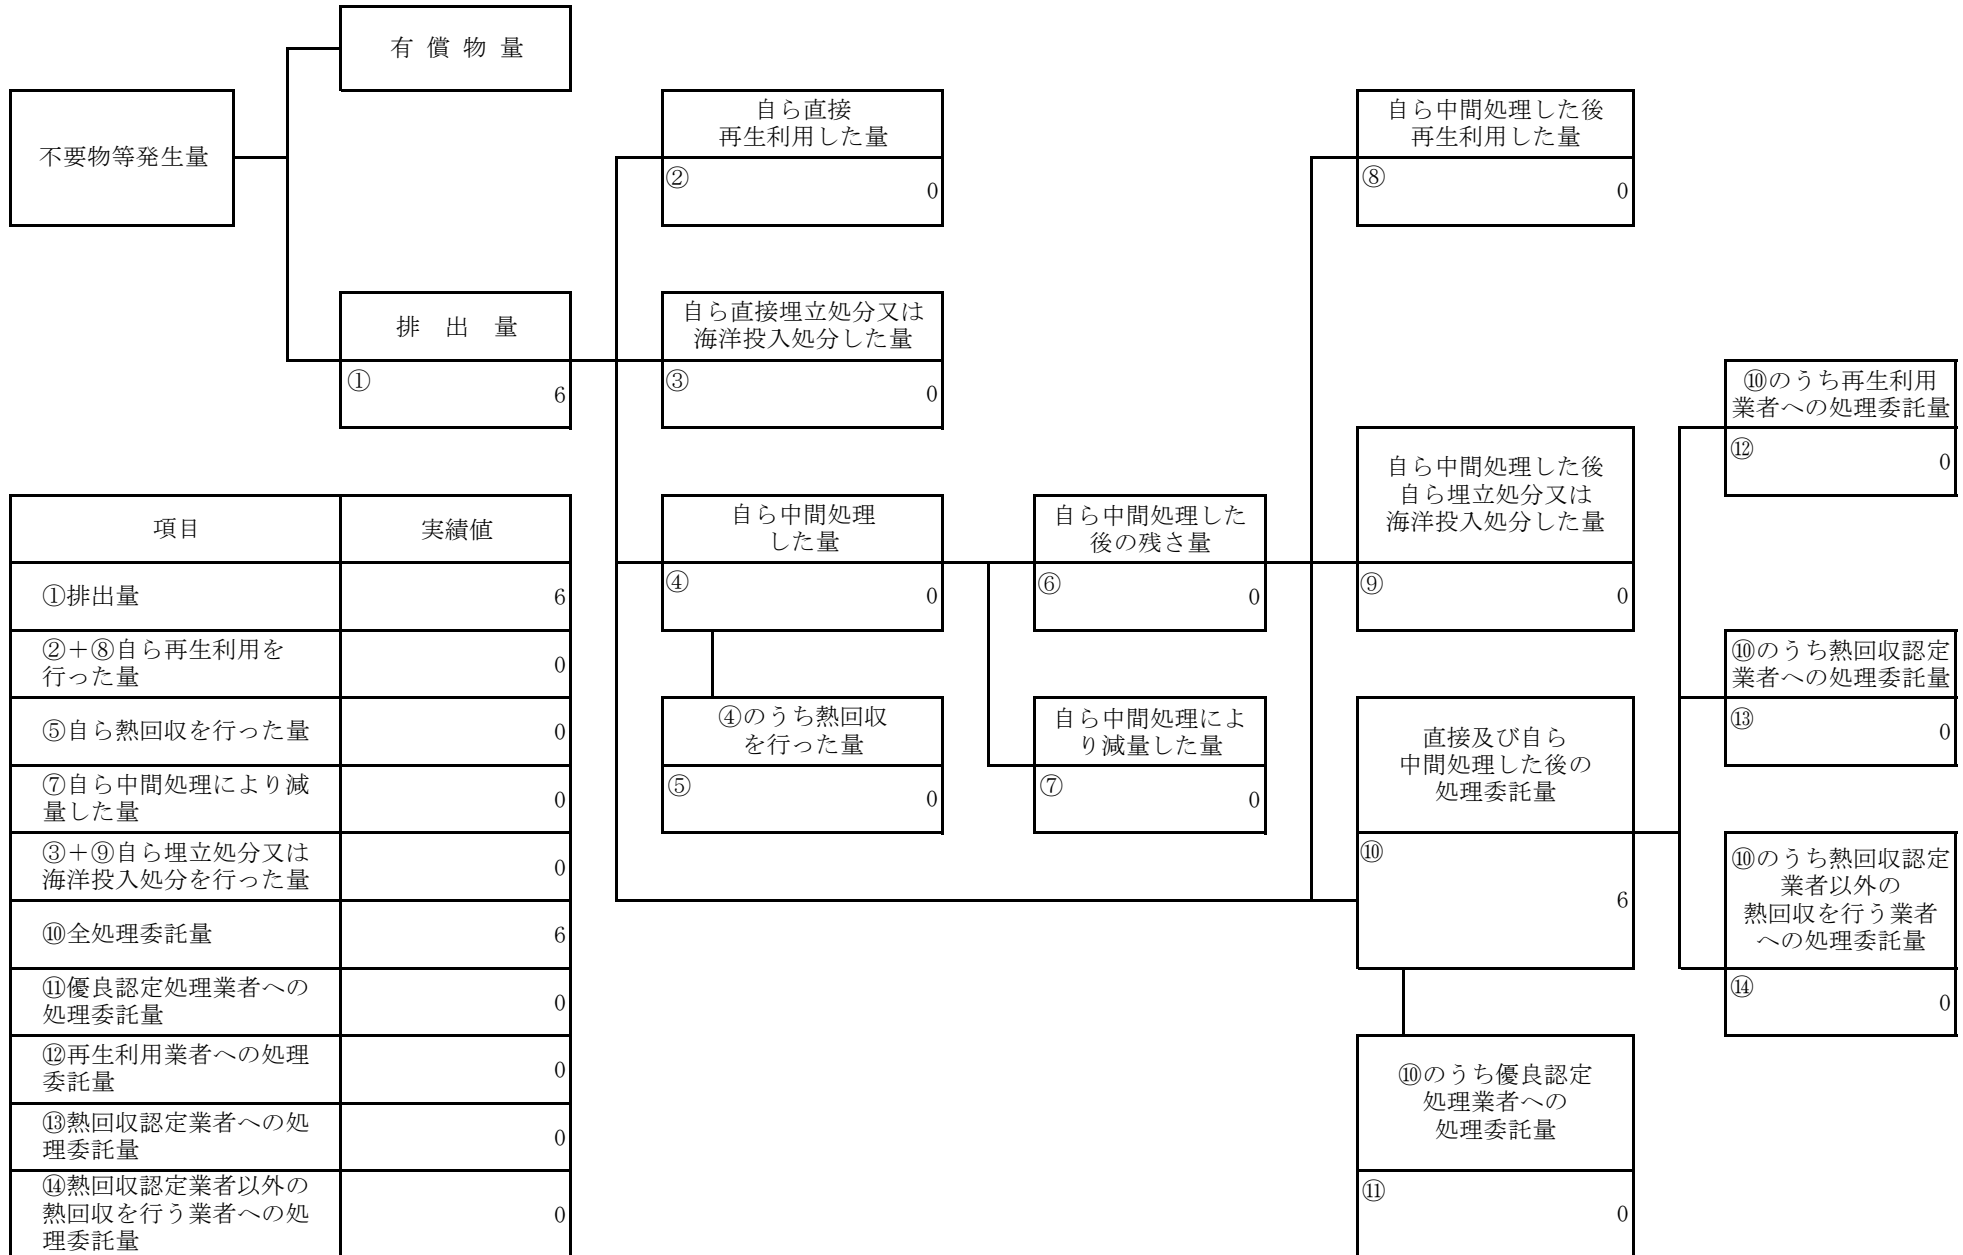 有償物量
不要物等発生量
排出量
①
6
自ら直接
再生利用した量
②
0
自ら直接埋立処分又は
海洋投入処分した量
③
0
自ら中間処理
した量
④
0
④のうち熱回収
を行った量
⑤
0
自ら中間処理した
後の残さ量
⑥
0
自ら中間処理によ
り減量した量
⑦
0
自ら中間処理した後
再生利用した量
⑧
0
自ら中間処理した後
自ら埋立処分又は
海洋投入処分した量
⑨
0
直接及び自ら
中間処理した後の
処理委託量
⑩
6
⑩のうち優良認定
処理業者への
処理委託量
⑪
0
⑩のうち再生利用
業者への処理委託量
⑫
0
⑩のうち熱回収認定
業者への処理委託量
⑬
0
⑩のうち熱回収認定
業者以外の
熱回収を行う業者
への処理委託量
⑭
0
項目 実績値
①排出量 6
②+⑧自ら再生利用を
行った量 0
⑤自ら熱回収を行った量 0
⑦自ら中間処理により減
量した量 0
③+⑨自ら埋立処分又は
海洋投入処分を行った量 0
⑩全処理委託量 6
⑪優良認定処理業者への
処理委託量 0
⑫再生利用業者への処理
委託量 0
⑬熱回収認定業者への処
理委託量 0
⑭熱回収認定業者以外の
熱回収を行う業者への処
理委託量 0